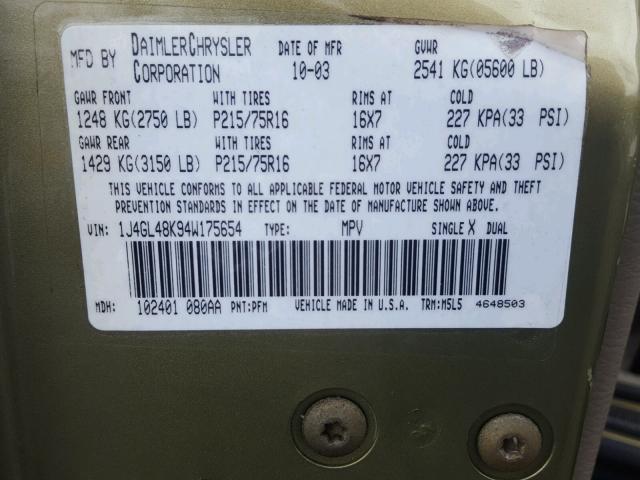 MFD BY DAIMLERCHRYSLER CORPORATION DATE OF MFR 10-03 GVWR 2541 KG(05600 LB)
GAWR FRONT WITH TIRES RIMS AT COLD
1248 KG(2750 LB) P215/75R16 16X7 227 KPA(33 PSI)
GAWR REAR WITH TIRES RIMS AT COLD
1429 KG(3150 LB) P215/75R16 16X7 227 KPA(33 PSI)
THIS VEHICLE CONFORMS TO ALL APPLICABLE FEDERAL MOTOR VEHICLE SAFETY AND THEFT
PREVENTION STANDARDS IN EFFECT ON THE DATE OF MANUFACTURE SHOWN ABOVE.
VIN: 1J4GL48K94W175654 TYPE: MPV SINGLE X DUAL
MDH: 102401 080AA PNT:PFM VEHICLE MADE IN U.S.A. TRM:M5L5 4648503